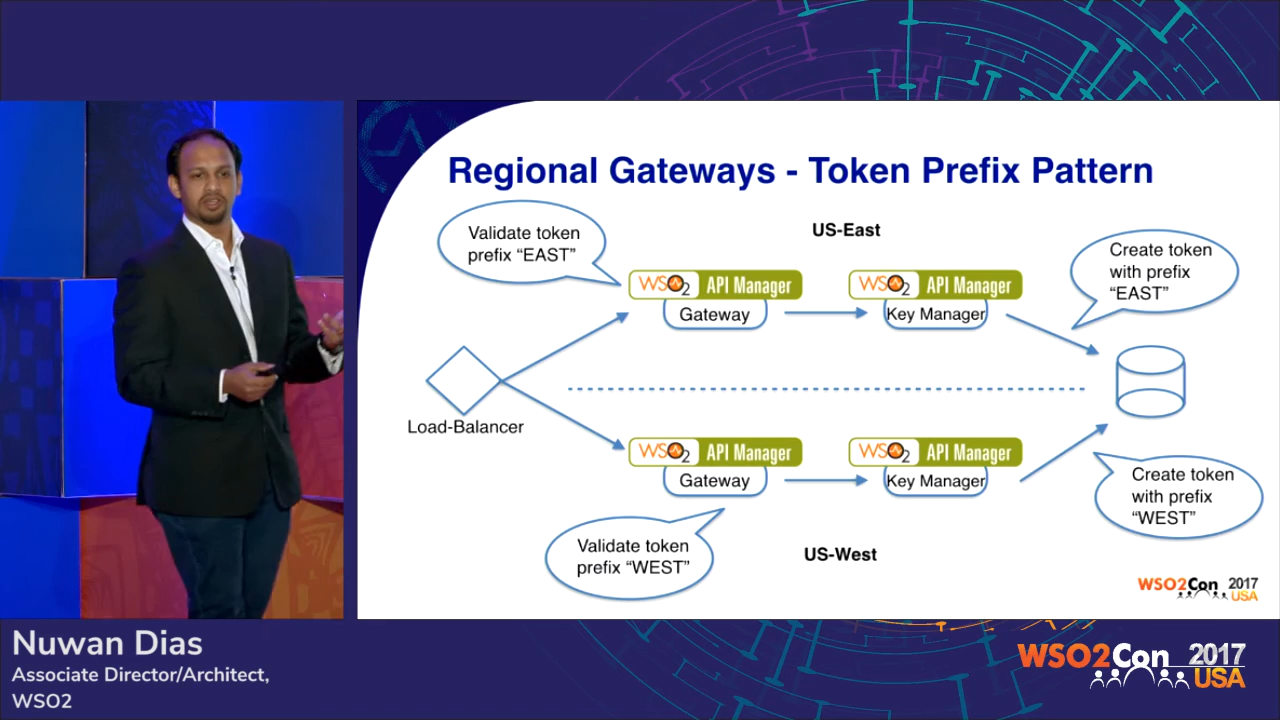 Regional Gateways - Token Prefix Pattern
Validate token
prefix “EAST”
US-East
Create token
with prefix
“EAST”
WSO2 API Manager
Gateway
WSO2 API Manager
Key Manager
Load-Balancer
WSO2 API Manager
Gateway
WSO2 API Manager
Key Manager
Create token
with prefix
“WEST”
Validate token
prefix “WEST”
US-West
WSO2Con 2017
USA
Nuwan Dias
Associate Director/Architect,
WSO2
WSO2Con 2017
USA